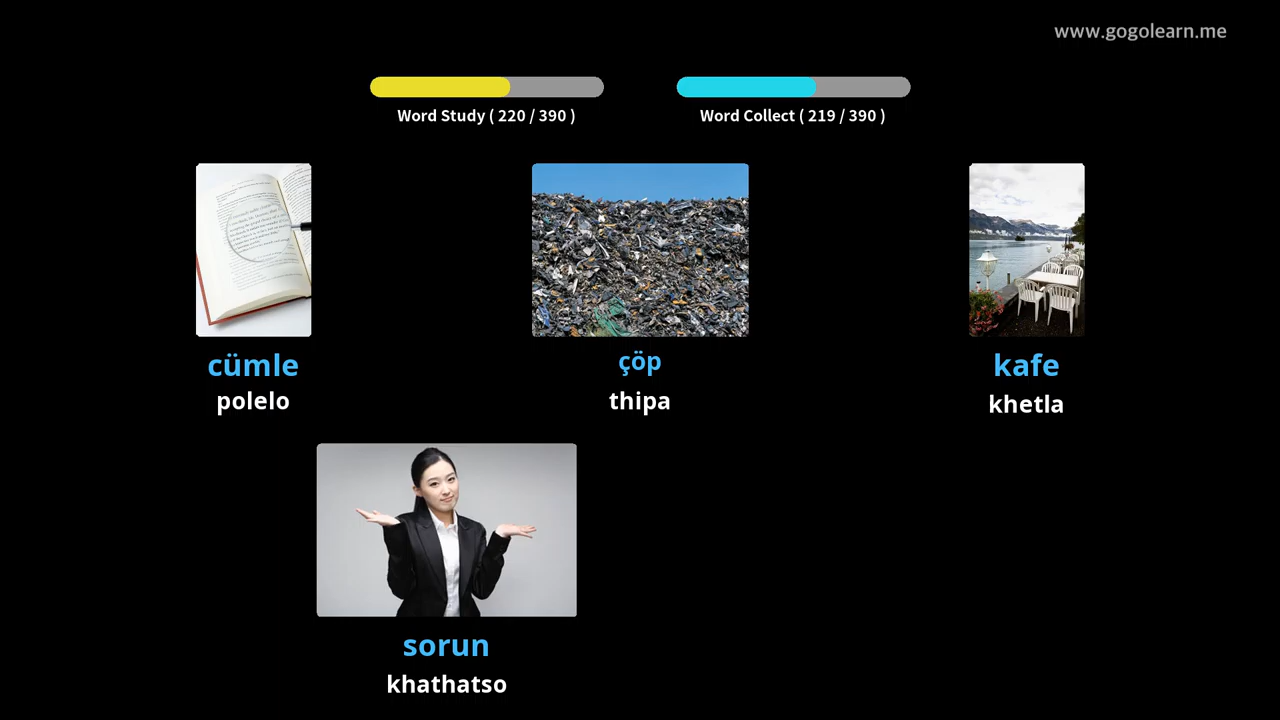 www.gogolearn.me
Word Study ( 220 / 390 )
Word Collect ( 219 / 390 )
cümle
polelo
çöp
thipa
kafe
khetla
sorun
khathatso